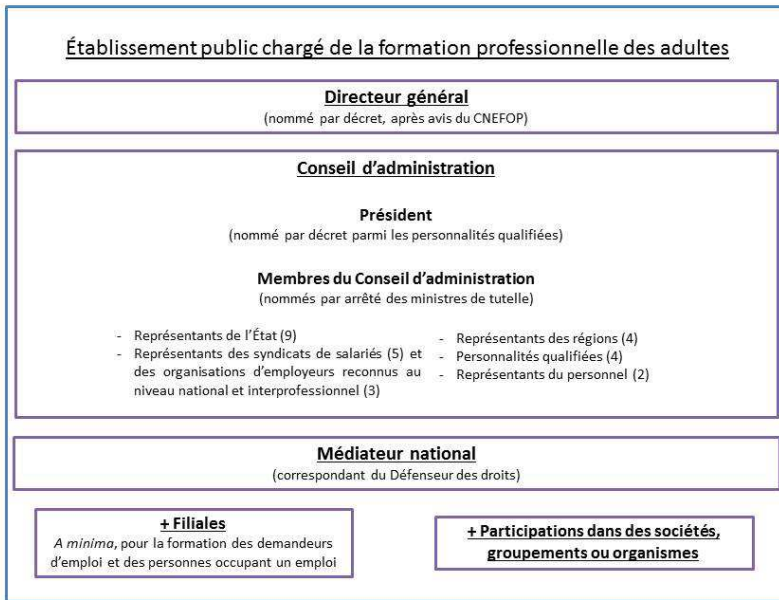 Établissement public chargé de la formation professionnelle des adultes
Directeur général
(nommé par décret, après avis du CNEFOP)
Conseil d’administration
Président
(nommé par décret parmi les personnalités qualifiées)
Membres du Conseil d’administration
(nommés par arrêté des ministres de tutelle)
- Représentants de l’État (9)
- Représentants des syndicats de salariés (5) et
des organisations d’employeurs reconnus au
niveau national et interprofessionnel (3)
- Représentants des régions (4)
- Personnalités qualifiées (4)
- Représentants du personnel (2)
Médiateur national
(correspondant du Défenseur des droits)
+ Filiales
A minima, pour la formation des demandeurs
d’emploi et des personnes occupant un emploi
+ Participations dans des sociétés,
groupements ou organismes